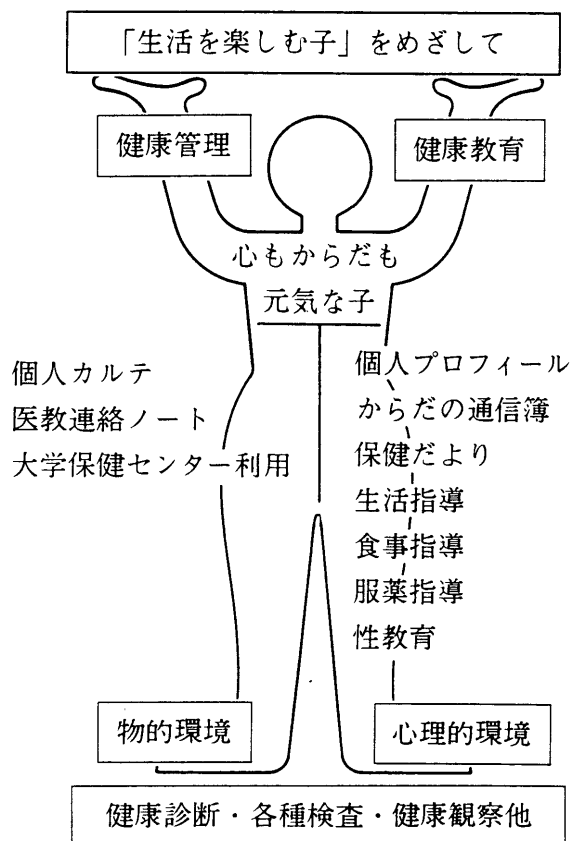 「生活を楽しむ子」をめざして
健康管理
健康教育
心もからだも
元気な子
個人カルテ
医教連絡ノート
大学保健センター利用
個人プロフィール
からだの通信簿
保健だより
生活指導
食事指導
服薬指導
性教育
物的環境
心理的環境
健康診断・各種検査・健康観察他